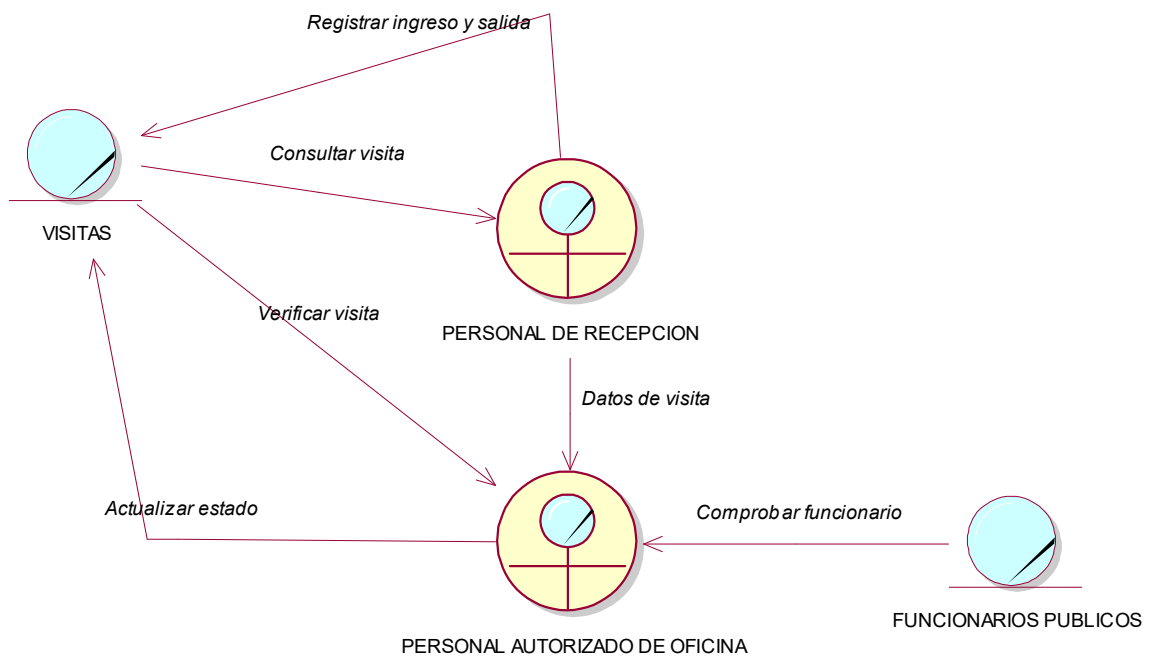 Registrar ingreso y salida
Consultar visita
VISITAS
Verificar visita
PERSONAL DE RECEPCION
Datos de visita
Actualizar estado
Comprobar funcionario
FUNCIONARIOS PUBLICOS
PERSONAL AUTORIZADO DE OFICINA